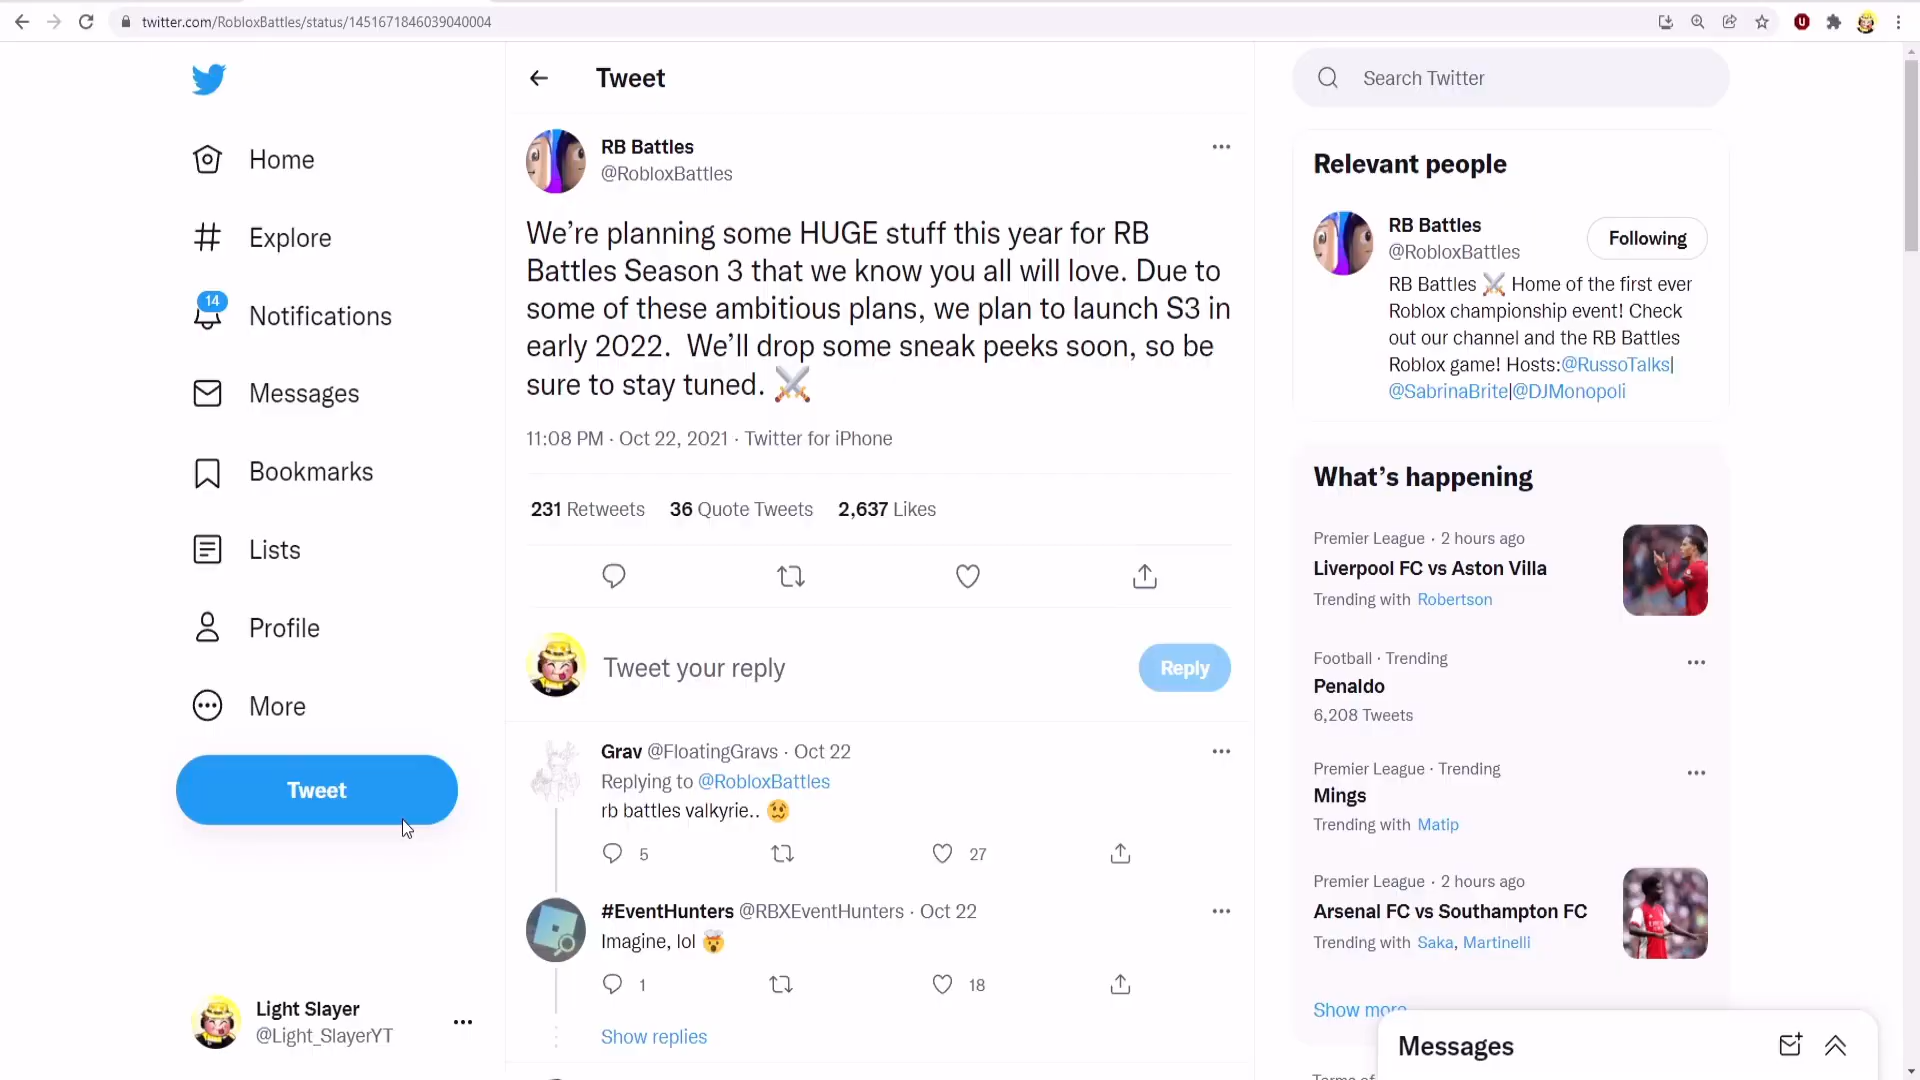 twitter.com/RobloxBattles/status/1451671846039040004
Home
Explore
14
Notifications
Messages
Bookmarks
Lists
Profile
More
Tweet
Light Slayer
@Light_SlayerYT
Tweet
RB Battles
@RobloxBattles
We’re planning some HUGE stuff this year for RB
Battles Season 3 that we know you all will love. Due to
some of these ambitious plans, we plan to launch S3 in
early 2022.  We’ll drop some sneak peeks soon, so be
sure to stay tuned. ⚔️
11:08 PM · Oct 22, 2021 · Twitter for iPhone
231 Retweets 36 Quote Tweets 2,637 Likes
Tweet your reply
Reply
Grav @FloatingGravs · Oct 22
Replying to @RobloxBattles
rb battles valkyrie.. 🥴
5 27
#EventHunters @RBXEventHunters · Oct 22
Imagine, lol 🤯
1 18
Show replies
Search Twitter
Relevant people
RB Battles
@RobloxBattles
Following
RB Battles ⚔️ Home of the first ever
Roblox championship event! Check
out our channel and the RB Battles
Roblox game! Hosts:@RussoTalks|
@SabrinaBrite|@DJMonopoli
What’s happening
Premier League · 2 hours ago
Liverpool FC vs Aston Villa
Trending with Robertson
Football · Trending
Penaldo
6,208 Tweets
Premier League · Trending
Mings
Trending with Matip
Premier League · 2 hours ago
Arsenal FC vs Southampton FC
Trending with Saka, Martinelli
Show more
Messages